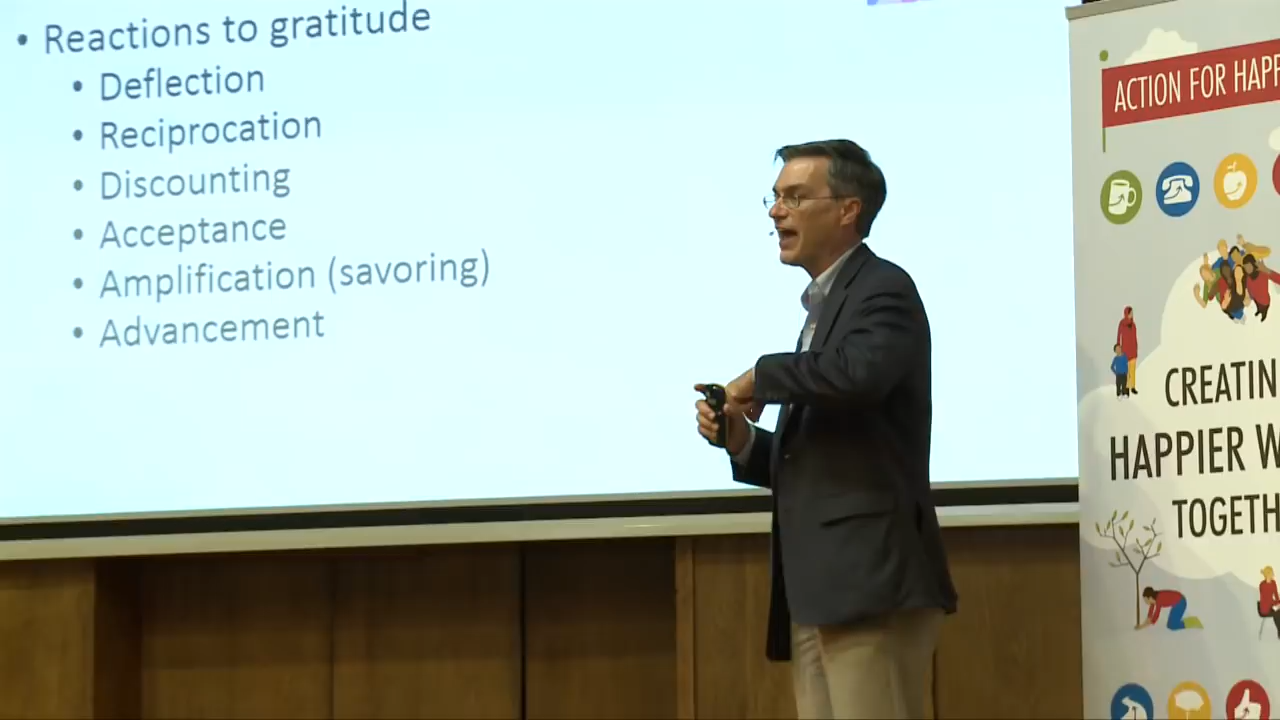 • Reactions to gratitude
• Deflection
• Reciprocation
• Discounting
• Acceptance
• Amplification (savoring)
• Advancement
ACTION FOR HAPP
CREATIN
HAPPIER W
TOGETH